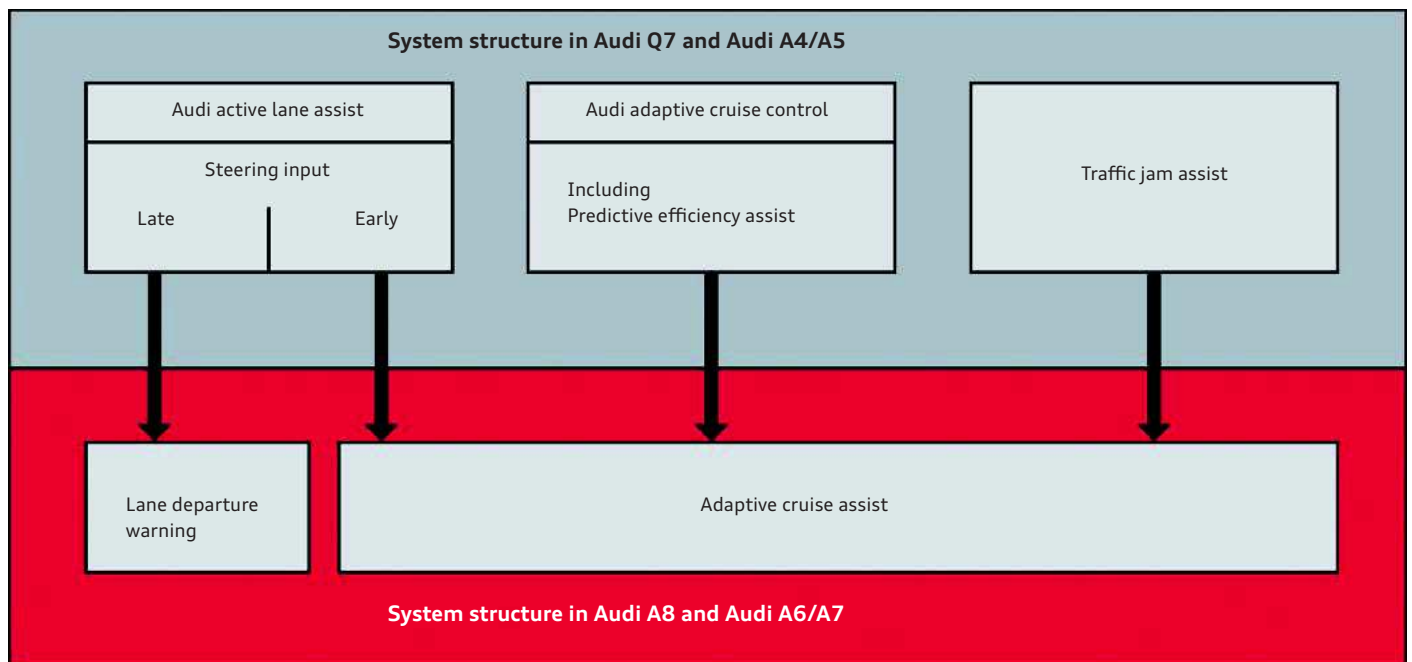 System structure in Audi Q7 and Audi A4/A5
Audi active lane assist
Steering input
Late
Early
Audi adaptive cruise control
Including
Predictive efficiency assist
Traffic jam assist
Lane departure
warning
Adaptive cruise assist
System structure in Audi A8 and Audi A6/A7